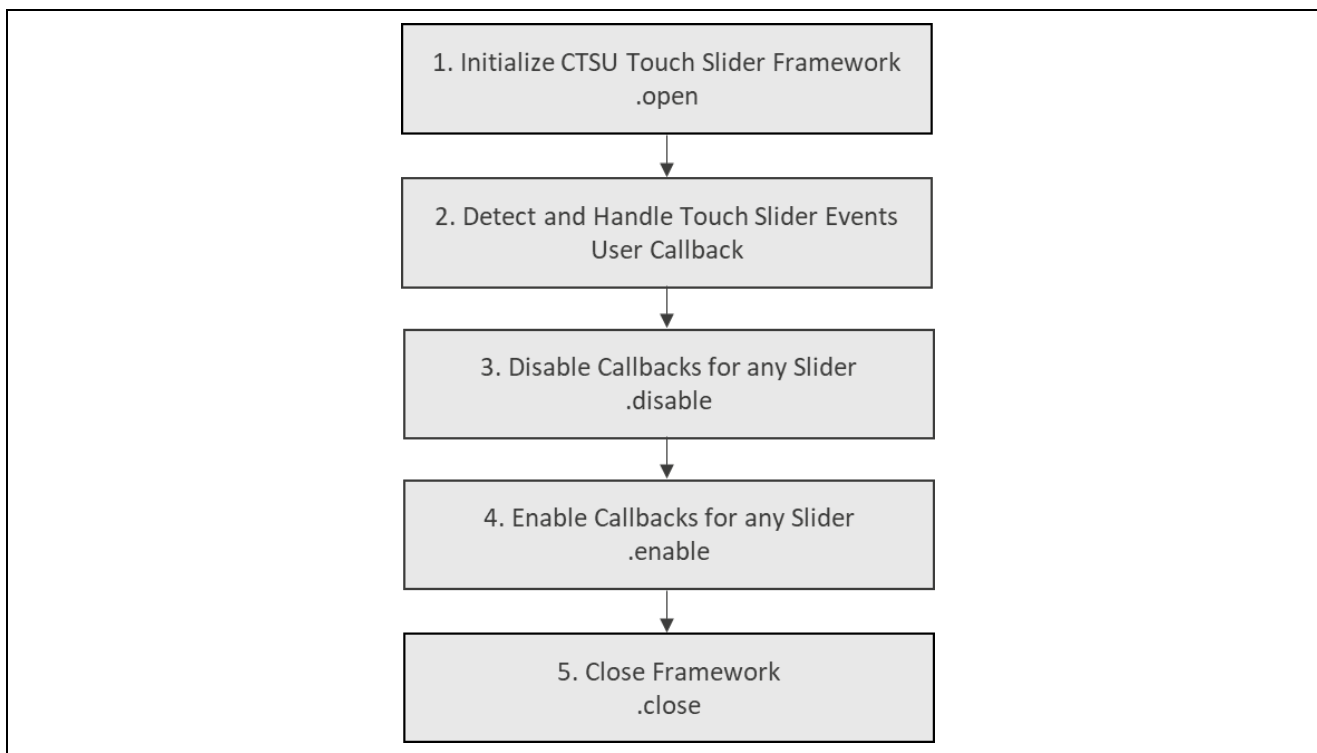 1. Initialize CTSU Touch Slider Framework
.open
2. Detect and Handle Touch Slider Events
User Callback
3. Disable Callbacks for any Slider
.disable
4. Enable Callbacks for any Slider
.enable
5. Close Framework
.close